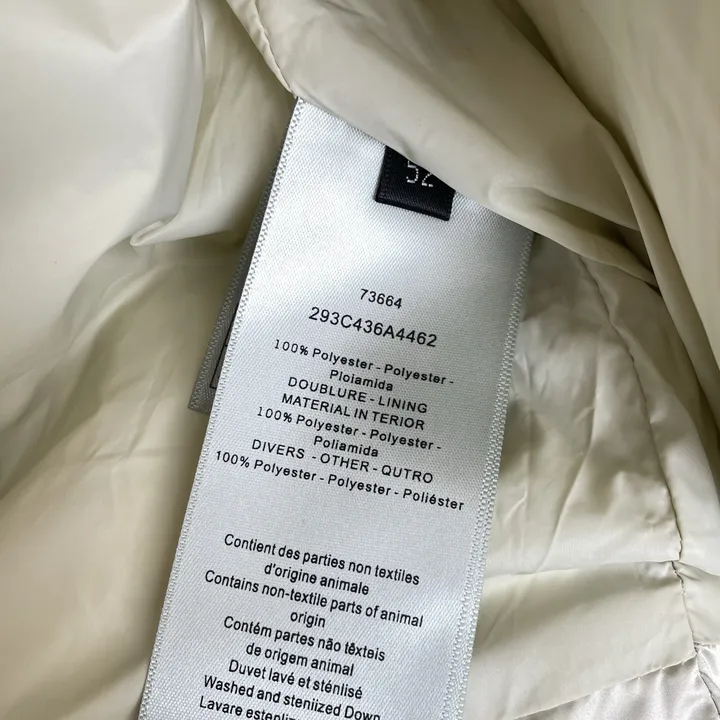 52
73664
293C436A4462
100% Polyester - Polyester -
Ploiamida
DOUBLURE - LINING
MATERIAL IN TERIOR
100% Polyester - Polyester -
Poliamida
DIVERS - OTHER - QUTRO
100% Polyester - Polyester - Poliéster
Contient des parties non textiles
d'origine animale
Contains non-textile parts of animal
origin
Contém partes não têxteis
de origem animal
Duvet lavé et sténlisé
Washed and steniized Down
Lavare